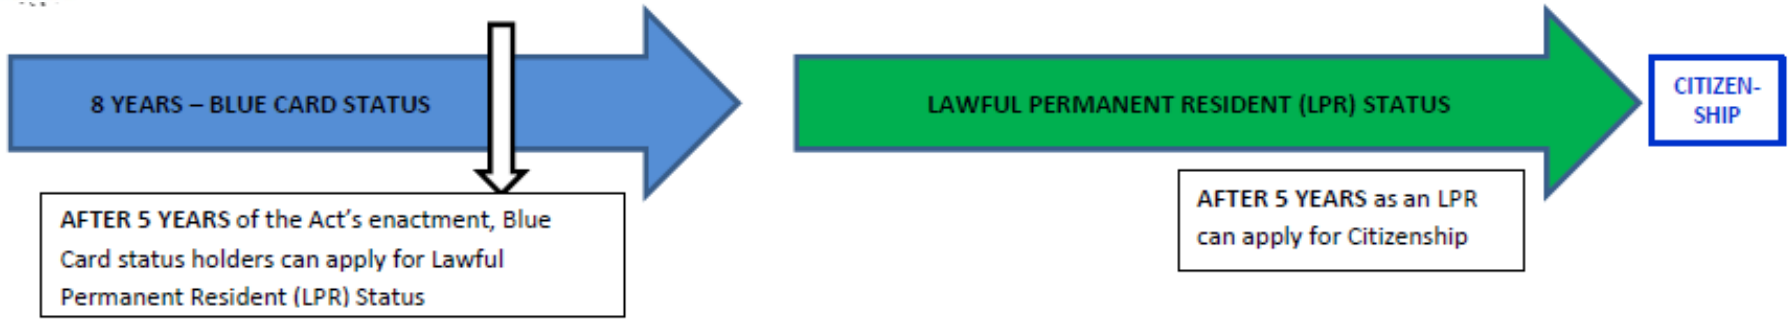 8 YEARS – BLUE CARD STATUS
LAWFUL PERMANENT RESIDENT (LPR) STATUS
CITIZEN-
SHIP
AFTER 5 YEARS of the Act's enactment, Blue
Card status holders can apply for Lawful
Permanent Resident (LPR) Status
AFTER 5 YEARS as an LPR
can apply for Citizenship